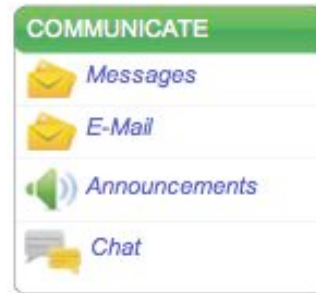 COMMUNICATE
Messages
E-Mail
Announcements
Chat